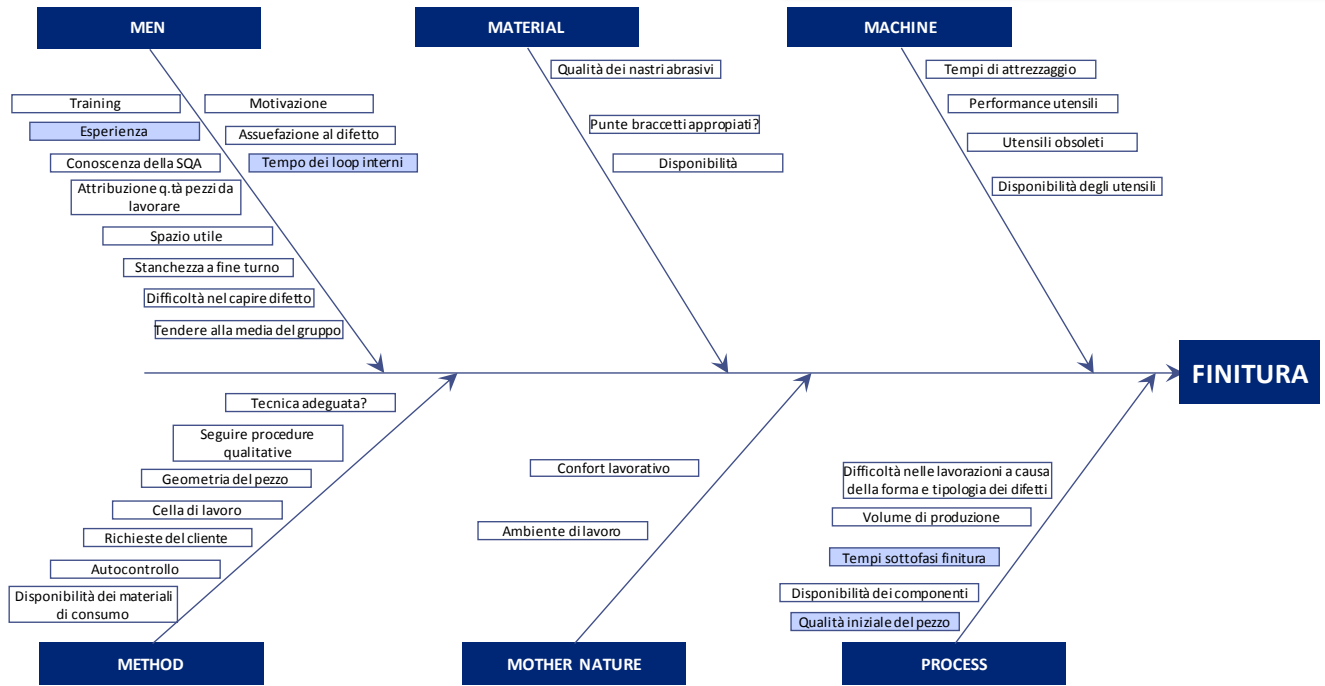 MEN
MATERIAL
MACHINE
Training
Esperienza
Conoscenza della SQA
Attribuzione q.tà pezzi da
lavorare
Spazio utile
Stanchezza a fine turno
Difficoltà nel capire difetto
Tendere alla media del gruppo
Motivazione
Assuefazione al difetto
Tempo dei loop interni
Qualità dei nastri abrasivi
Punte braccetti appropiati?
Disponibilità
Tempi di attrezzaggio
Performance utensili
Utensili obsoleti
Disponibilità degli utensili
FINITURA
Tecnica adeguata?
Seguire procedure
qualitative
Geometria del pezzo
Cella di lavoro
Richieste del cliente
Autocontrollo
Disponibilità dei materiali
di consumo
Confort lavorativo
Ambiente di lavoro
Difficoltà nelle lavorazioni a causa
della forma e tipologia dei difetti
Volume di produzione
Tempi sottofasi finitura
Disponibilità dei componenti
Qualità iniziale del pezzo
METHOD
MOTHER NATURE
PROCESS